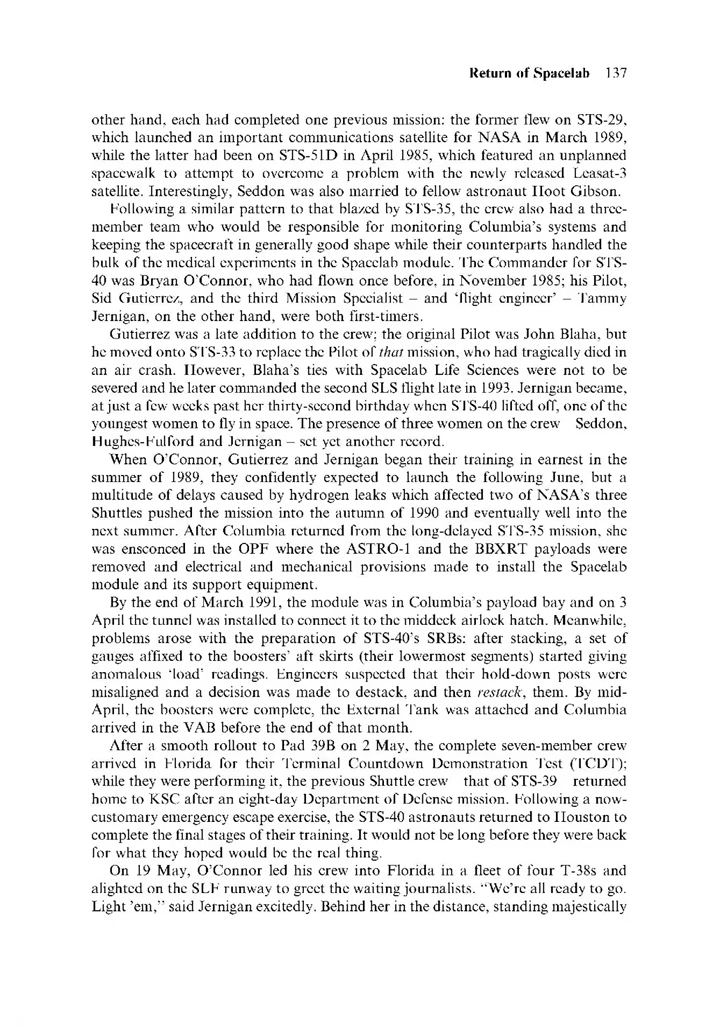 Return of Spacelab 137
other hand, each had completed one previous mission: the former flew on STS-29,
which launched an important communications satellite for NASA in March 1989,
while the latter had been on STS-51D in April 1985, which featured an unplanned
spacewalk to attempt to overcome a problem with the newly released Leasat-3
satellite. Interestingly, Seddon was also married to fellow astronaut Hoot Gibson.
Following a similar pattern to that blazed by STS-35, the crew also had a three-
member team who would be responsible for monitoring Columbia's systems and
keeping the spacecraft in generally good shape while their counterparts handled the
bulk of the medical experiments in the Spacelab module. The Commander for STS-
40 was Bryan O'Connor, who had flown once before, in November 1985; his Pilot,
Sid Gutierrez, and the third Mission Specialist – and 'flight engineer' – Tammy
Jernigan, on the other hand, were both first-timers.
Gutierrez was a late addition to the crew; the original Pilot was John Blaha, but
he moved onto STS-33 to replace the Pilot of that mission, who had tragically died in
an air crash. However, Blaha's ties with Spacelab Life Sciences were not to be
severed and he later commanded the second SLS flight late in 1993. Jernigan became,
at just a few weeks past her thirty-second birthday when STS-40 lifted off, one of the
youngest women to fly in space. The presence of three women on the crew Seddon,
Hughes-Fulford and Jernigan – set yet another record.
When O'Connor, Gutierrez and Jernigan began their training in earnest in the
summer of 1989, they confidently expected to launch the following June, but a
multitude of delays caused by hydrogen leaks which affected two of NASA's three
Shuttles pushed the mission into the autumn of 1990 and eventually well into the
next summer. After Columbia returned from the long-delayed STS-35 mission, she
was ensconced in the OPF where the ASTRO-1 and the BBXRT payloads were
removed and electrical and mechanical provisions made to install the Spacelab
module and its support equipment.
By the end of March 1991, the module was in Columbia's payload bay and on 3
April the tunnel was installed to connect it to the middeck airlock hatch. Meanwhile,
problems arose with the preparation of STS-40's SRBs: after stacking, a set of
gauges affixed to the boosters' aft skirts (their lowermost segments) started giving
anomalous 'load' readings. Engineers suspected that their hold-down posts were
misaligned and a decision was made to destack, and then restack, them. By mid-
April, the boosters were complete, the External Tank was attached and Columbia
arrived in the VAB before the end of that month.
After a smooth rollout to Pad 39B on 2 May, the complete seven-member crew
arrived in Florida for their Terminal Countdown Demonstration Test (TCDT);
while they were performing it, the previous Shuttle crew that of STS-39 returned
home to KSC after an eight-day Department of Defense mission. Following a now-
customary emergency escape exercise, the STS-40 astronauts returned to Houston to
complete the final stages of their training. It would not be long before they were back
for what they hoped would be the real thing.
On 19 May, O'Connor led his crew into Florida in a fleet of four T-38s and
alighted on the SLF runway to greet the waiting journalists. "We're all ready to go.
Light 'em," said Jernigan excitedly. Behind her in the distance, standing majestically